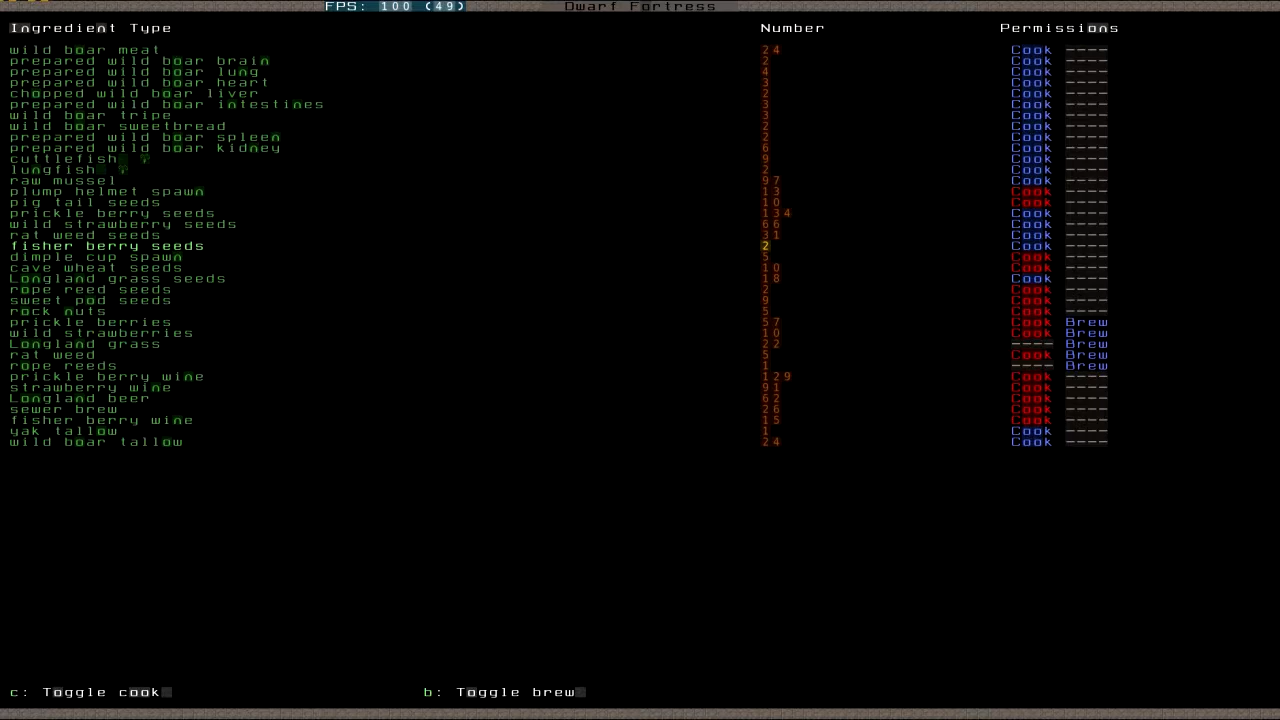 FPS: 100 (49) Dwarf Fortress
Ingredient Type Number Permissions
wild boar meat 24 Cook ----
prepared wild boar brain 2 Cook ----
prepared wild boar lung 4 Cook ----
prepared wild boar heart 3 Cook ----
chopped wild boar liver 2 Cook ----
prepared wild boar intestines 3 Cook ----
wild boar tripe 3 Cook ----
wild boar sweetbread 2 Cook ----
prepared wild boar spleen 2 Cook ----
prepared wild boar kidney 6 Cook ----
cuttlefish 9 Cook ----
lungfish 2 Cook ----
raw mussel 97 Cook ----
plump helmet spawn 13 Cook ----
pig tail seeds 10 Cook ----
prickle berry seeds 134 Cook ----
wild strawberry seeds 66 Cook ----
rat weed seeds 31 Cook ----
fisher berry seeds 2 Cook ----
dimple cup spawn 5 Cook ----
cave wheat seeds 10 Cook ----
Longland grass seeds 18 Cook ----
rope reed seeds 2 Cook ----
sweet pod seeds 9 Cook ----
rock nuts 5 Cook ----
prickle berries 57 Cook Brew
wild strawberries 10 Cook Brew
Longland grass 22 ---- Brew
rat weed 5 Cook Brew
rope reeds 1 ---- Brew
prickle berry wine 129 Cook ----
strawberry wine 91 Cook ----
Longland beer 62 Cook ----
sewer brew 26 Cook ----
fisher berry wine 15 Cook ----
yak tallow 1 Cook ----
wild boar tallow 24 Cook ----
c: Toggle cook b: Toggle brew